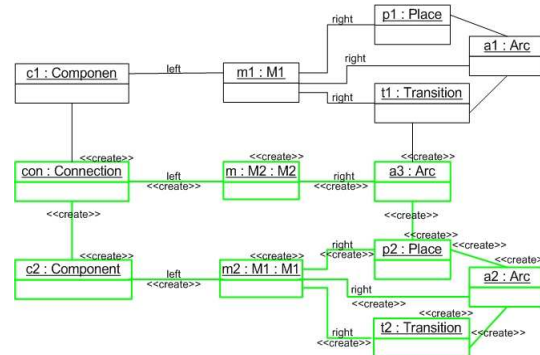 right
p1 : Place
a1 : Arc
c1 : Componen
left
m1 : M1
right
right
t1 : Transition
<<create>>
<<create>>
<<create>>
con : Connection
left
<<create>>
m : M2 : M2
right
<<create>>
a3 : Arc
<<create>>
<<create>>
<<create>>
<<create>>
<<create>>
<<create>>
<<create>>
c2 : Component
left
<<create>>
m2 : M1 : M1
right
<<create>>
p2 : Place
a2 : Arc
right
<<create>>
<<create>>
<<create>>
right
<<create>>
t2 : Transition